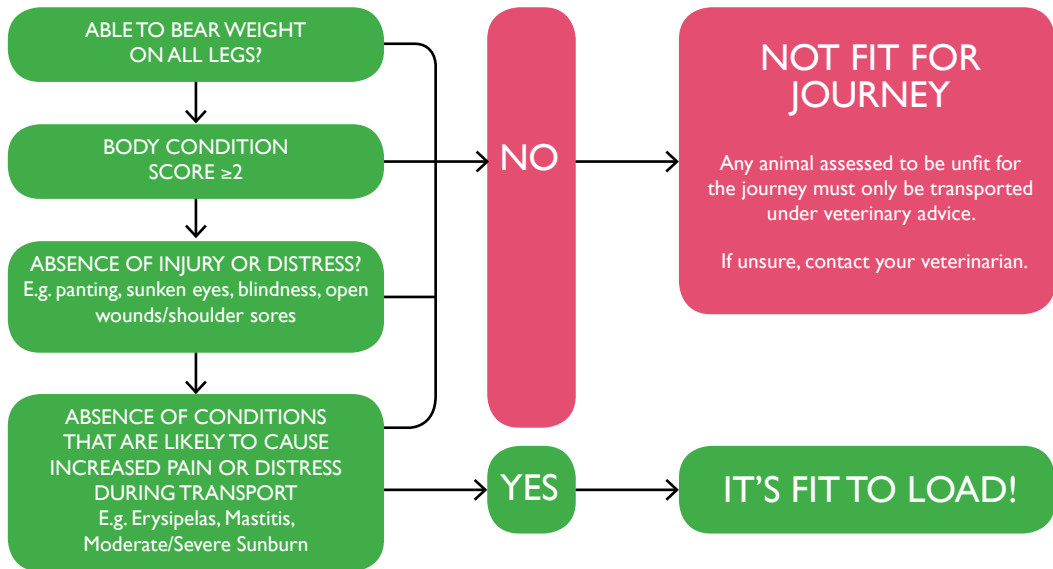 ABLE TO BEAR WEIGHT
ON ALL LEGS?
BODY CONDITION
SCORE ≥2
ABSENCE OF INJURY OR DISTRESS?
E.g. panting, sunken eyes, blindness, open
wounds/shoulder sores
ABSENCE OF CONDITIONS
THAT ARE LIKELY TO CAUSE
INCREASED PAIN OR DISTRESS
DURING TRANSPORT
E.g. Erysipelas, Mastitis,
Moderate/Severe Sunburn
NO
NOT FIT FOR
JOURNEY
Any animal assessed to be unfit for
the journey must only be transported
under veterinary advice.
If unsure, contact your veterinarian.
YES
IT'S FIT TO LOAD!